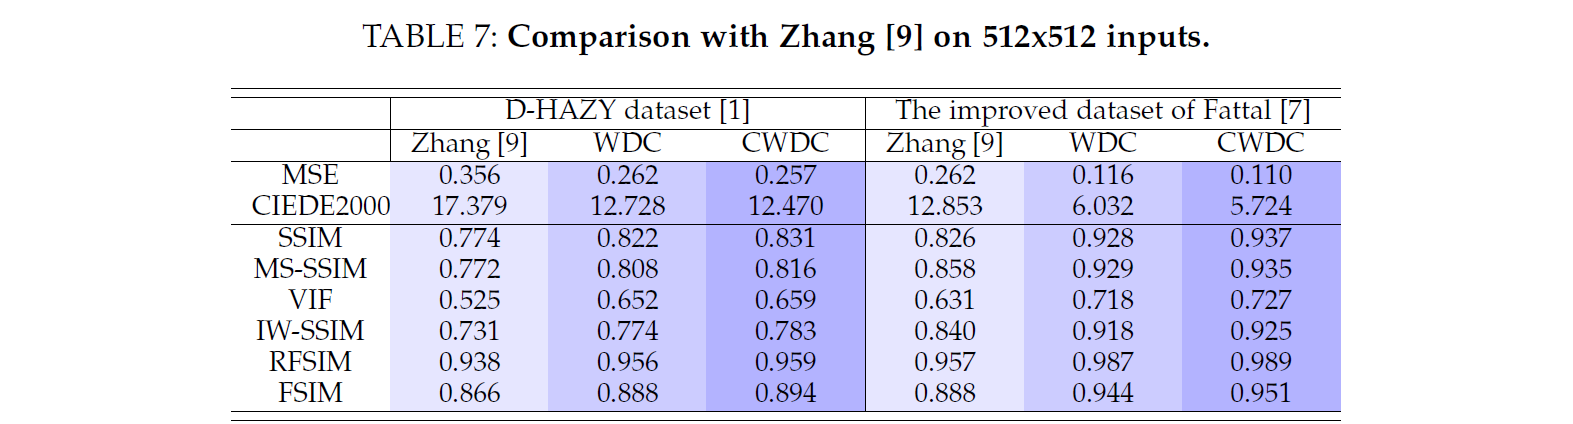 TABLE 7: Comparison with Zhang [9] on 512x512 inputs.
D-HAZY dataset [1] The improved dataset of Fattal [7]
Zhang [9] WDC CWDC Zhang [9] WDC CWDC
MSE 0.356 0.262 0.257 0.262 0.116 0.110
CIEDE2000 17.379 12.728 12.470 12.853 6.032 5.724
SSIM 0.774 0.822 0.831 0.826 0.928 0.937
MS-SSIM 0.772 0.808 0.816 0.858 0.929 0.935
VIF 0.525 0.652 0.659 0.631 0.718 0.727
IW-SSIM 0.731 0.774 0.783 0.840 0.918 0.925
RFSIM 0.938 0.956 0.959 0.957 0.987 0.989
FSIM 0.866 0.888 0.894 0.888 0.944 0.951